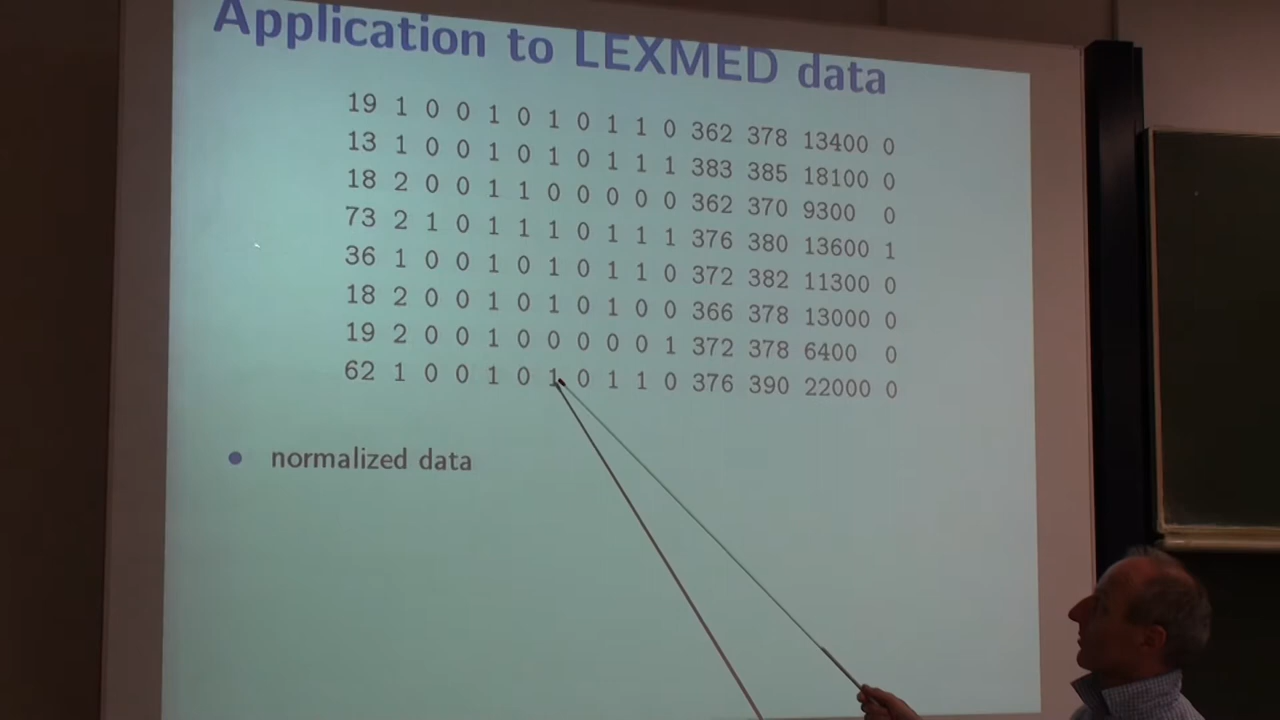 Application to LEXMED data
19 1 0 0 1 0 1 0 1 1 0 362 378 13400 0
13 1 0 0 1 0 1 0 1 1 1 383 385 18100 0
18 2 0 0 1 1 0 0 0 0 0 362 370 9300 0
73 2 1 0 1 1 1 0 1 1 1 376 380 13600 1
36 1 0 0 1 0 1 0 1 1 0 372 382 11300 0
18 2 0 0 1 0 1 0 1 0 0 366 378 13000 0
19 2 0 0 1 0 0 0 0 0 1 372 378 6400 0
62 1 0 0 1 0 1 0 1 1 0 376 390 22000 0
• normalized data